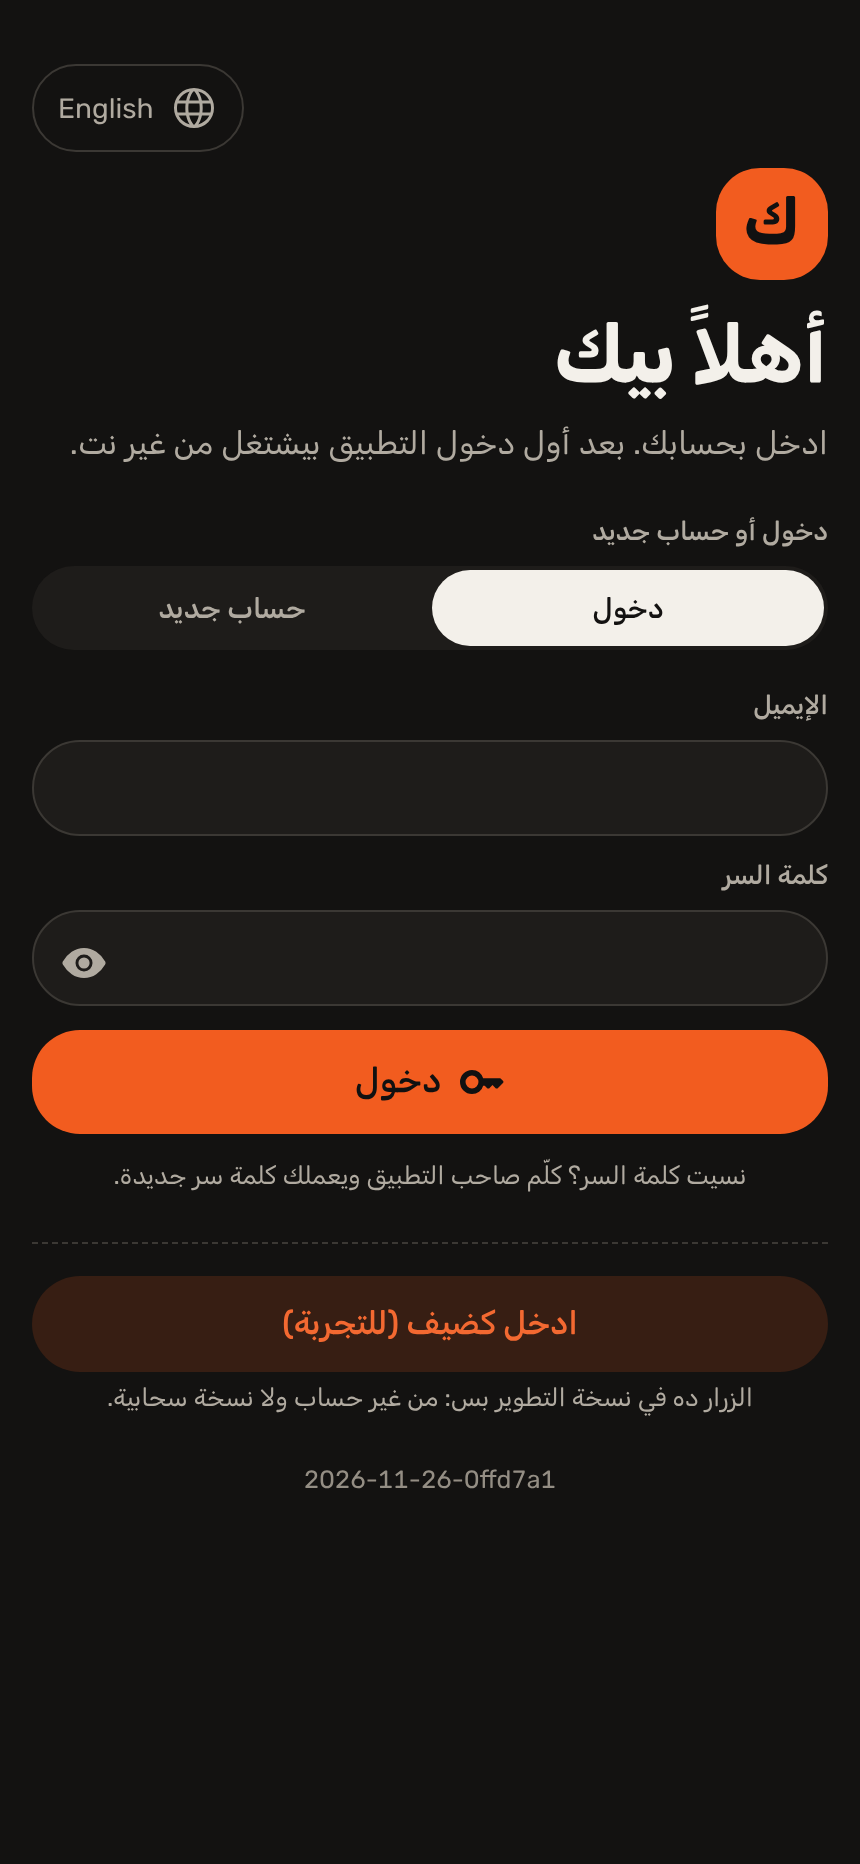 English
ك
أهلاً بيك
ادخل بحسابك. بعد أول دخول التطبيق بيشتغل من غير نت.
دخول أو حساب جديد
دخول
حساب جديد
الإيميل
كلمة السر
دخول
نسيت كلمة السر؟ كلّم صاحب التطبيق ويعملك كلمة سر جديدة.
ادخل كضيف (للتجربة)
الزرار ده في نسخة التطوير بس: من غير حساب ولا نسخة سحابية.
2026-11-26-0ffd7a1